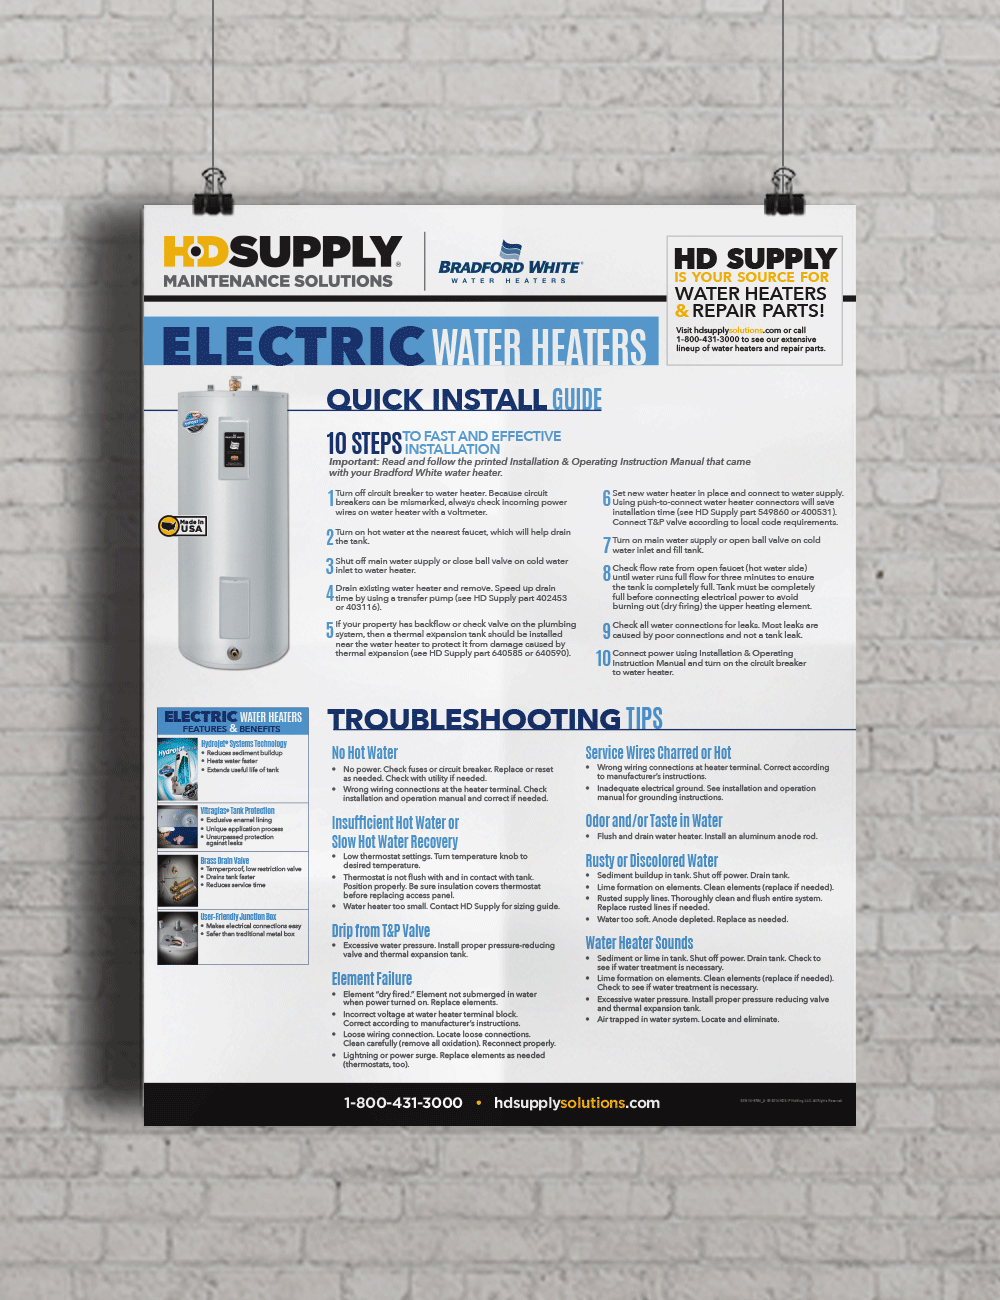 HDSUPPLY®
MAINTENANCE SOLUTIONS
BRADFORD WHITE®
WATER HEATERS
HD SUPPLY
IS YOUR SOURCE FOR
WATER HEATERS
& REPAIR PARTS!
Visit hdsupplysolutions.com or call
1-800-431-3000 to see our extensive
lineup of water heaters and repair parts.
ELECTRIC WATER HEATERS
QUICK INSTALL GUIDE
10 STEPS TO FAST AND EFFECTIVE
INSTALLATION
Important: Read and follow the printed Installation & Operating Instruction Manual that came
with your Bradford White water heater.
1 Turn off circuit breaker to water heater. Because circuit
breakers can be mismarked, always check incoming power
wires on water heater with a voltmeter.
2 Turn on hot water at the nearest faucet, which will help drain
the tank.
3 Shut off main water supply or close ball valve on cold water
inlet to water heater.
4 Drain existing water heater and remove. Speed up drain
time by using a transfer pump (see HD Supply part 402453
or 403116).
5 If your property has backflow or check valve on the plumbing
system, then a thermal expansion tank should be installed
near the water heater to protect it from damage caused by
thermal expansion (see HD Supply part 640585 or 640590).
6 Set new water heater in place and connect to water supply.
Using push-to-connect water heater connectors will save
installation time (see HD Supply part 549860 or 400531).
Connect T&P valve according to local code requirements.
7 Turn on main water supply or open ball valve on cold
water inlet and fill tank.
8 Check flow rate from open faucet (hot water side)
until water runs full flow for three minutes to ensure
the tank is completely full. Tank must be completely
full before connecting electrical power to avoid
burning out (dry firing) the upper heating element.
9 Check all water connections for leaks. Most leaks are
caused by poor connections and not a tank leak.
10 Connect power using Installation & Operating
Instruction Manual and turn on the circuit breaker
to water heater.
Made in
USA
ELECTRIC WATER HEATERS
FEATURES & BENEFITS
Hydrojet
Hydrojet® Systems Technology
• Reduces sediment buildup
• Heats water faster
• Extends useful life of tank
Vitraglas® Tank Protection
• Exclusive enamel lining
• Unique application process
• Unsurpassed protection
against leaks
Brass Drain Valve
• Tamperproof, low restriction valve
• Drains tank faster
• Reduces service time
User-Friendly Junction Box
• Makes electrical connections easy
• Safer than traditional metal box
TROUBLESHOOTING TIPS
No Hot Water
• No power. Check fuses or circuit breaker. Replace or reset
as needed. Check with utility if needed.
• Wrong wiring connections at the heater terminal. Check
installation and operation manual and correct if needed.
Insufficient Hot Water or
Slow Hot Water Recovery
• Low thermostat settings. Turn temperature knob to
desired temperature.
• Thermostat is not flush with and in contact with tank.
Position properly. Be sure insulation covers thermostat
before replacing access panel.
• Water heater too small. Contact HD Supply for sizing guide.
Drip from T&P Valve
• Excessive water pressure. Install proper pressure-reducing
valve and thermal expansion tank.
Element Failure
• Element "dry fired." Element not submerged in water
when power turned on. Replace elements.
• Incorrect voltage at water heater terminal block.
Correct according to manufacturer's instructions.
• Loose wiring connection. Locate loose connections.
Clean carefully (remove all oxidation). Reconnect properly.
• Lightning or power surge. Replace elements as needed
(thermostats, too).
Service Wires Charred or Hot
• Wrong wiring connections at heater terminal. Correct according
to manufacturer's instructions.
• Inadequate electrical ground. See installation and operation
manual for grounding instructions.
Odor and/or Taste in Water
• Flush and drain water heater. Install an aluminum anode rod.
Rusty or Discolored Water
• Sediment buildup in tank. Shut off power. Drain tank.
• Lime formation on elements. Clean elements (replace if needed).
• Rusted supply lines. Thoroughly clean and flush entire system.
Replace rusted lines if needed.
• Water too soft. Anode depleted. Replace as needed.
Water Heater Sounds
• Sediment or lime in tank. Shut off power. Drain tank. Check to
see if water treatment is necessary.
• Lime formation on elements. Clean elements (replace if needed).
Check to see if water treatment is necessary.
• Excessive water pressure. Install proper pressure reducing valve
and thermal expansion tank.
• Air trapped in water system. Locate and eliminate.
1-800-431-3000 • hdsupplysolutions.com